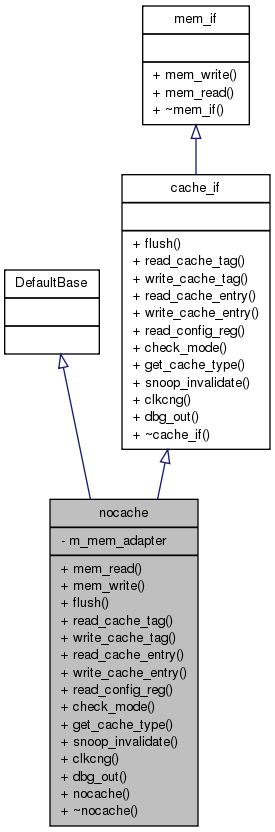 mem_if
+ mem_write()
+ mem_read()
+ ~mem_if()
cache_if
+ flush()
+ read_cache_tag()
+ write_cache_tag()
+ read_cache_entry()
+ write_cache_entry()
+ read_config_reg()
+ check_mode()
+ get_cache_type()
+ snoop_invalidate()
+ clkcng()
+ dbg_out()
+ ~cache_if()
DefaultBase
nocache
- m_mem_adapter
+ mem_read()
+ mem_write()
+ flush()
+ read_cache_tag()
+ write_cache_tag()
+ read_cache_entry()
+ write_cache_entry()
+ read_config_reg()
+ check_mode()
+ get_cache_type()
+ snoop_invalidate()
+ clkcng()
+ dbg_out()
+ nocache()
+ ~nocache()